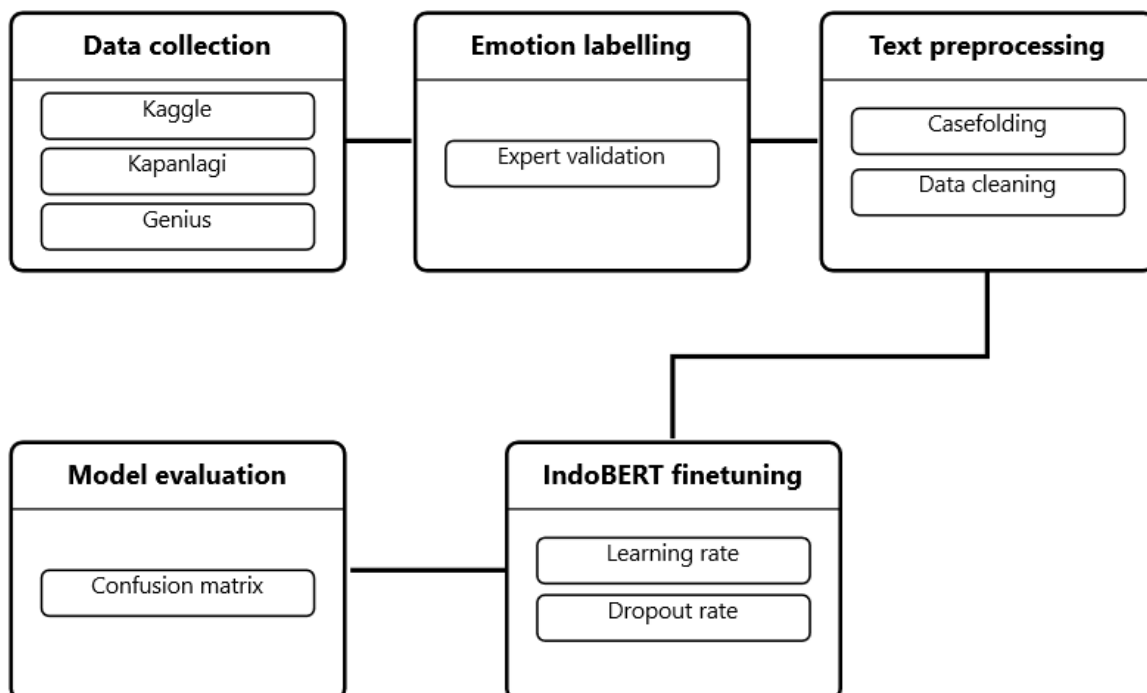 Data collection
Kaggle
Kapanlagi
Genius
Emotion labelling
Expert validation
Text preprocessing
Casefolding
Data cleaning
Model evaluation
Confusion matrix
IndoBERT finetuning
Learning rate
Dropout rate